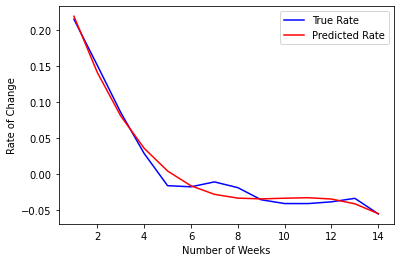 True Rate
Predicted Rate
0.20
0.15
0.10
0.05
0.00
−0.05
Rate of Change
2 4 6 8 10 12 14
Number of Weeks